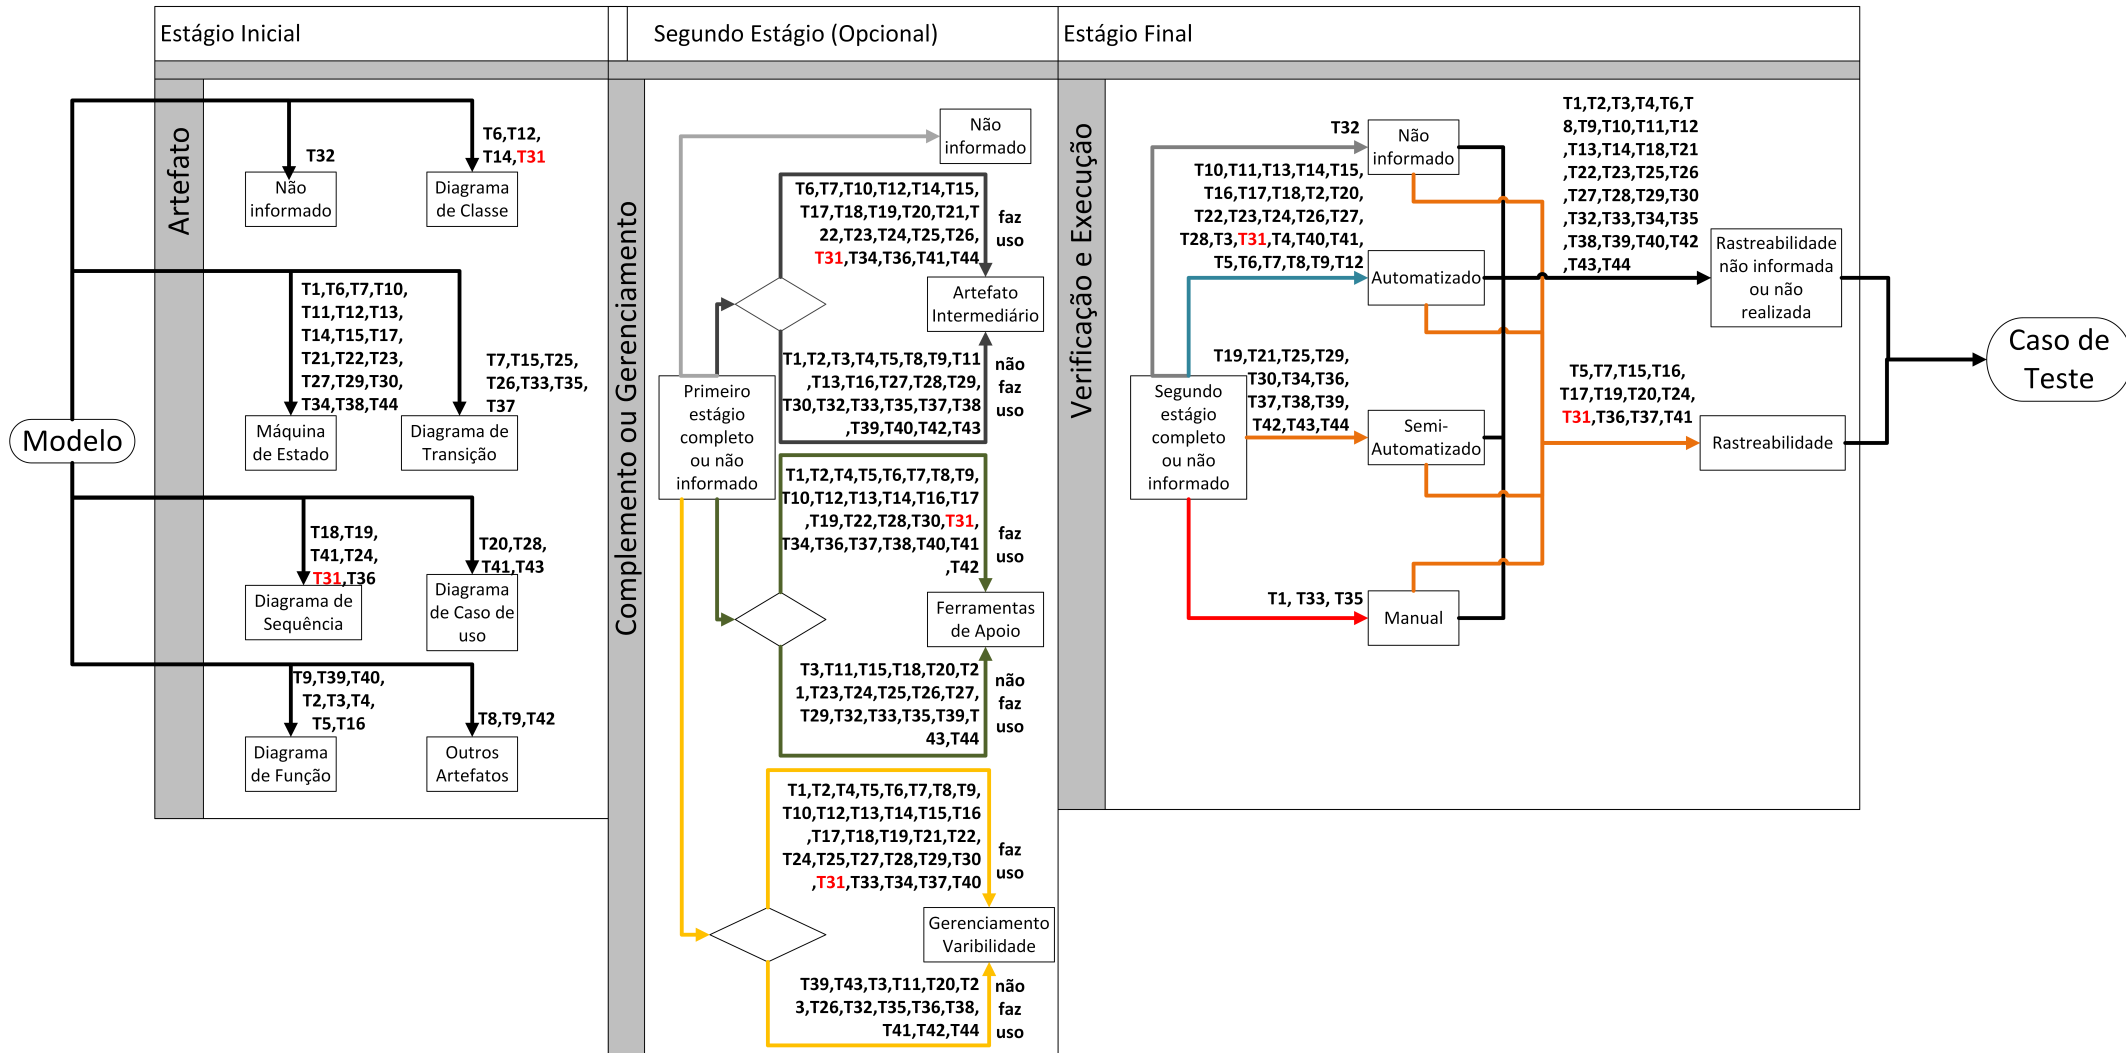 Estágio Inicial
Segundo Estágio (Opcional)
Estágio Final
Modelo
Artefato
T32
Não
informado
T6,T12,
T14,T31
Diagrama
de Classe
T1,T6,T7,T10,
T11,T12,T13,
T14,T15,T17,
T21,T22,T23,
T27,T29,T30,
T34,T38,T44
Máquina
de Estado
T7,T15,T25,
T26,T33,T35,
T37
Diagrama de
Transição
T18,T19,
T41,T24,
T31,T36
Diagrama de
Sequência
T20,T28,
T41,T43
Diagrama
de Caso de
uso
T9,T39,T40,
T2,T3,T4,
T5,T16
Diagrama
de Função
T8,T9,T42
Outros
Artefatos
Complemento ou Gerenciamento
Primeiro
estágio
completo
ou não
informado
Não
informado
T6,T7,T10,T12,T14,T15,
T17,T18,T19,T20,T21,T
22,T23,T24,T25,T26,
T31,T34,T36,T41,T44
faz
uso
Artefato
Intermediário
T1,T2,T3,T4,T5,T8,T9,T11
,T13,T16,T27,T28,T29,
T30,T32,T33,T35,T37,T38
,T39,T40,T42,T43
não
faz
uso
T1,T2,T4,T5,T6,T7,T8,T9,
T10,T12,T13,T14,T16,T17
,T19,T22,T28,T30,T31,
T34,T36,T37,T38,T40,T41
,T42
faz
uso
Ferramentas
de Apoio
T3,T11,T15,T18,T20,T2
1,T23,T24,T25,T26,T27,
T29,T32,T33,T35,T39,T
43,T44
não
faz
uso
T1,T2,T4,T5,T6,T7,T8,T9,
T10,T12,T13,T14,T15,T16
,T17,T18,T19,T21,T22,
T24,T25,T27,T28,T29,T30
,T31,T33,T34,T37,T40
faz
uso
Gerenciamento
Varibilidade
T39,T43,T3,T11,T20,T2
3,T26,T32,T35,T36,T38,
T41,T42,T44
não
faz
uso
Verificação e Execução
Segundo
estágio
completo
ou não
informado
T32
Não
informado
T10,T11,T13,T14,T15,
T16,T17,T18,T2,T20,
T22,T23,T24,T26,T27,
T28,T3,T31,T4,T40,T41,
T5,T6,T7,T8,T9,T12
Automatizado
T19,T21,T25,T29,
T30,T34,T36,
T37,T38,T39,
T42,T43,T44
Semi-
Automatizado
T1, T33, T35
Manual
T1,T2,T3,T4,T6,T
8,T9,T10,T11,T12
,T13,T14,T18,T21
,T22,T23,T25,T26
,T27,T28,T29,T30
,T32,T33,T34,T35
,T38,T39,T40,T42
,T43,T44
Rastreabilidade
não informada
ou não
realizada
T5,T7,T15,T16,
T17,T19,T20,T24,
T31,T36,T37,T41
Rastreabilidade
Caso de
Teste